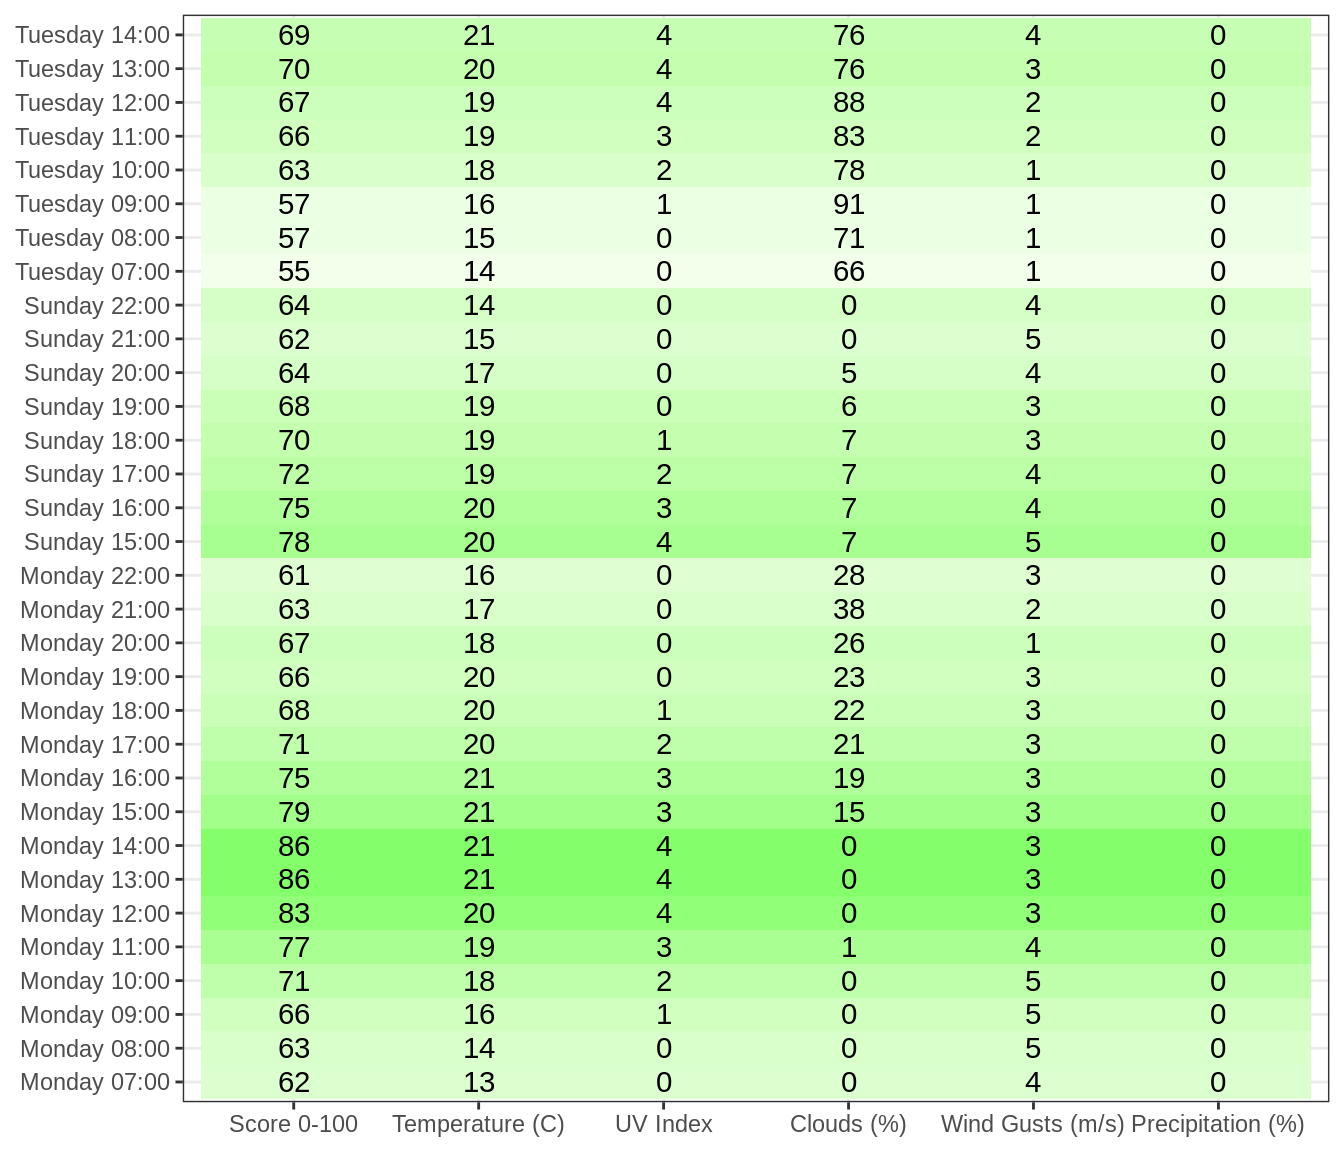 Tuesday 14:00 69 21 4 76 4 0
Tuesday 13:00 70 20 4 76 3 0
Tuesday 12:00 67 19 4 88 2 0
Tuesday 11:00 66 19 3 83 2 0
Tuesday 10:00 63 18 2 78 1 0
Tuesday 09:00 57 16 1 91 1 0
Tuesday 08:00 57 15 0 71 1 0
Tuesday 07:00 55 14 0 66 1 0
Sunday 22:00 64 14 0 0 4 0
Sunday 21:00 62 15 0 0 5 0
Sunday 20:00 64 17 0 5 4 0
Sunday 19:00 68 19 0 6 3 0
Sunday 18:00 70 19 1 7 3 0
Sunday 17:00 72 19 2 7 4 0
Sunday 16:00 75 20 3 7 4 0
Sunday 15:00 78 20 4 7 5 0
Monday 22:00 61 16 0 28 3 0
Monday 21:00 63 17 0 38 2 0
Monday 20:00 67 18 0 26 1 0
Monday 19:00 66 20 0 23 3 0
Monday 18:00 68 20 1 22 3 0
Monday 17:00 71 20 2 21 3 0
Monday 16:00 75 21 3 19 3 0
Monday 15:00 79 21 3 15 3 0
Monday 14:00 86 21 4 0 3 0
Monday 13:00 86 21 4 0 3 0
Monday 12:00 83 20 4 0 3 0
Monday 11:00 77 19 3 1 4 0
Monday 10:00 71 18 2 0 5 0
Monday 09:00 66 16 1 0 5 0
Monday 08:00 63 14 0 0 5 0
Monday 07:00 62 13 0 0 4 0
Score 0-100 Temperature (C) UV Index Clouds (%) Wind Gusts (m/s) Precipitation (%)